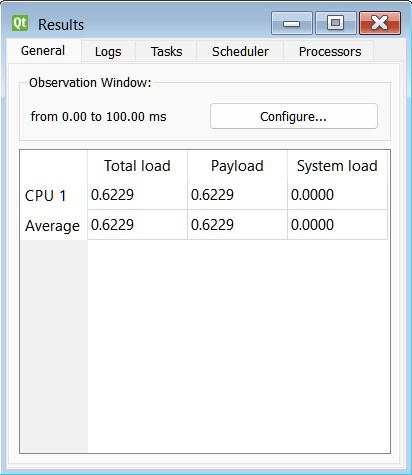 Qt Results
General Logs Tasks Scheduler Processors
Observation Window:
from 0.00 to 100.00 ms Configure...
Total load Payload System load
CPU 1 0.6229 0.6229 0.0000
Average 0.6229 0.6229 0.0000